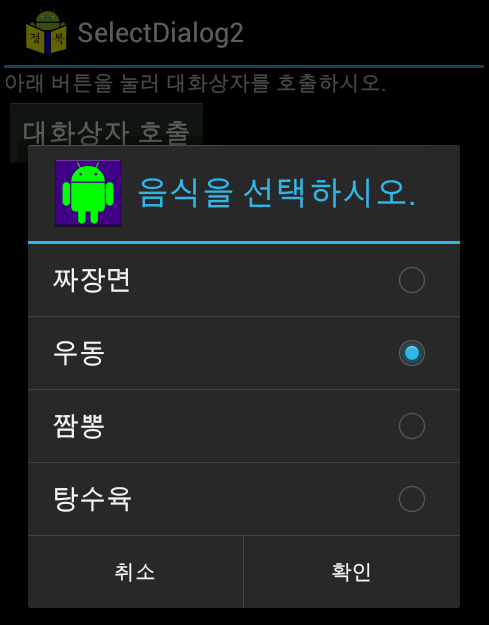 정 복
SelectDialog2
아래 버튼을 눌러 대화상자를 호출하시오.
대화상자 호출
음식을 선택하시오.
짜장면
우동
짬뽕
탕수육
취소
확인